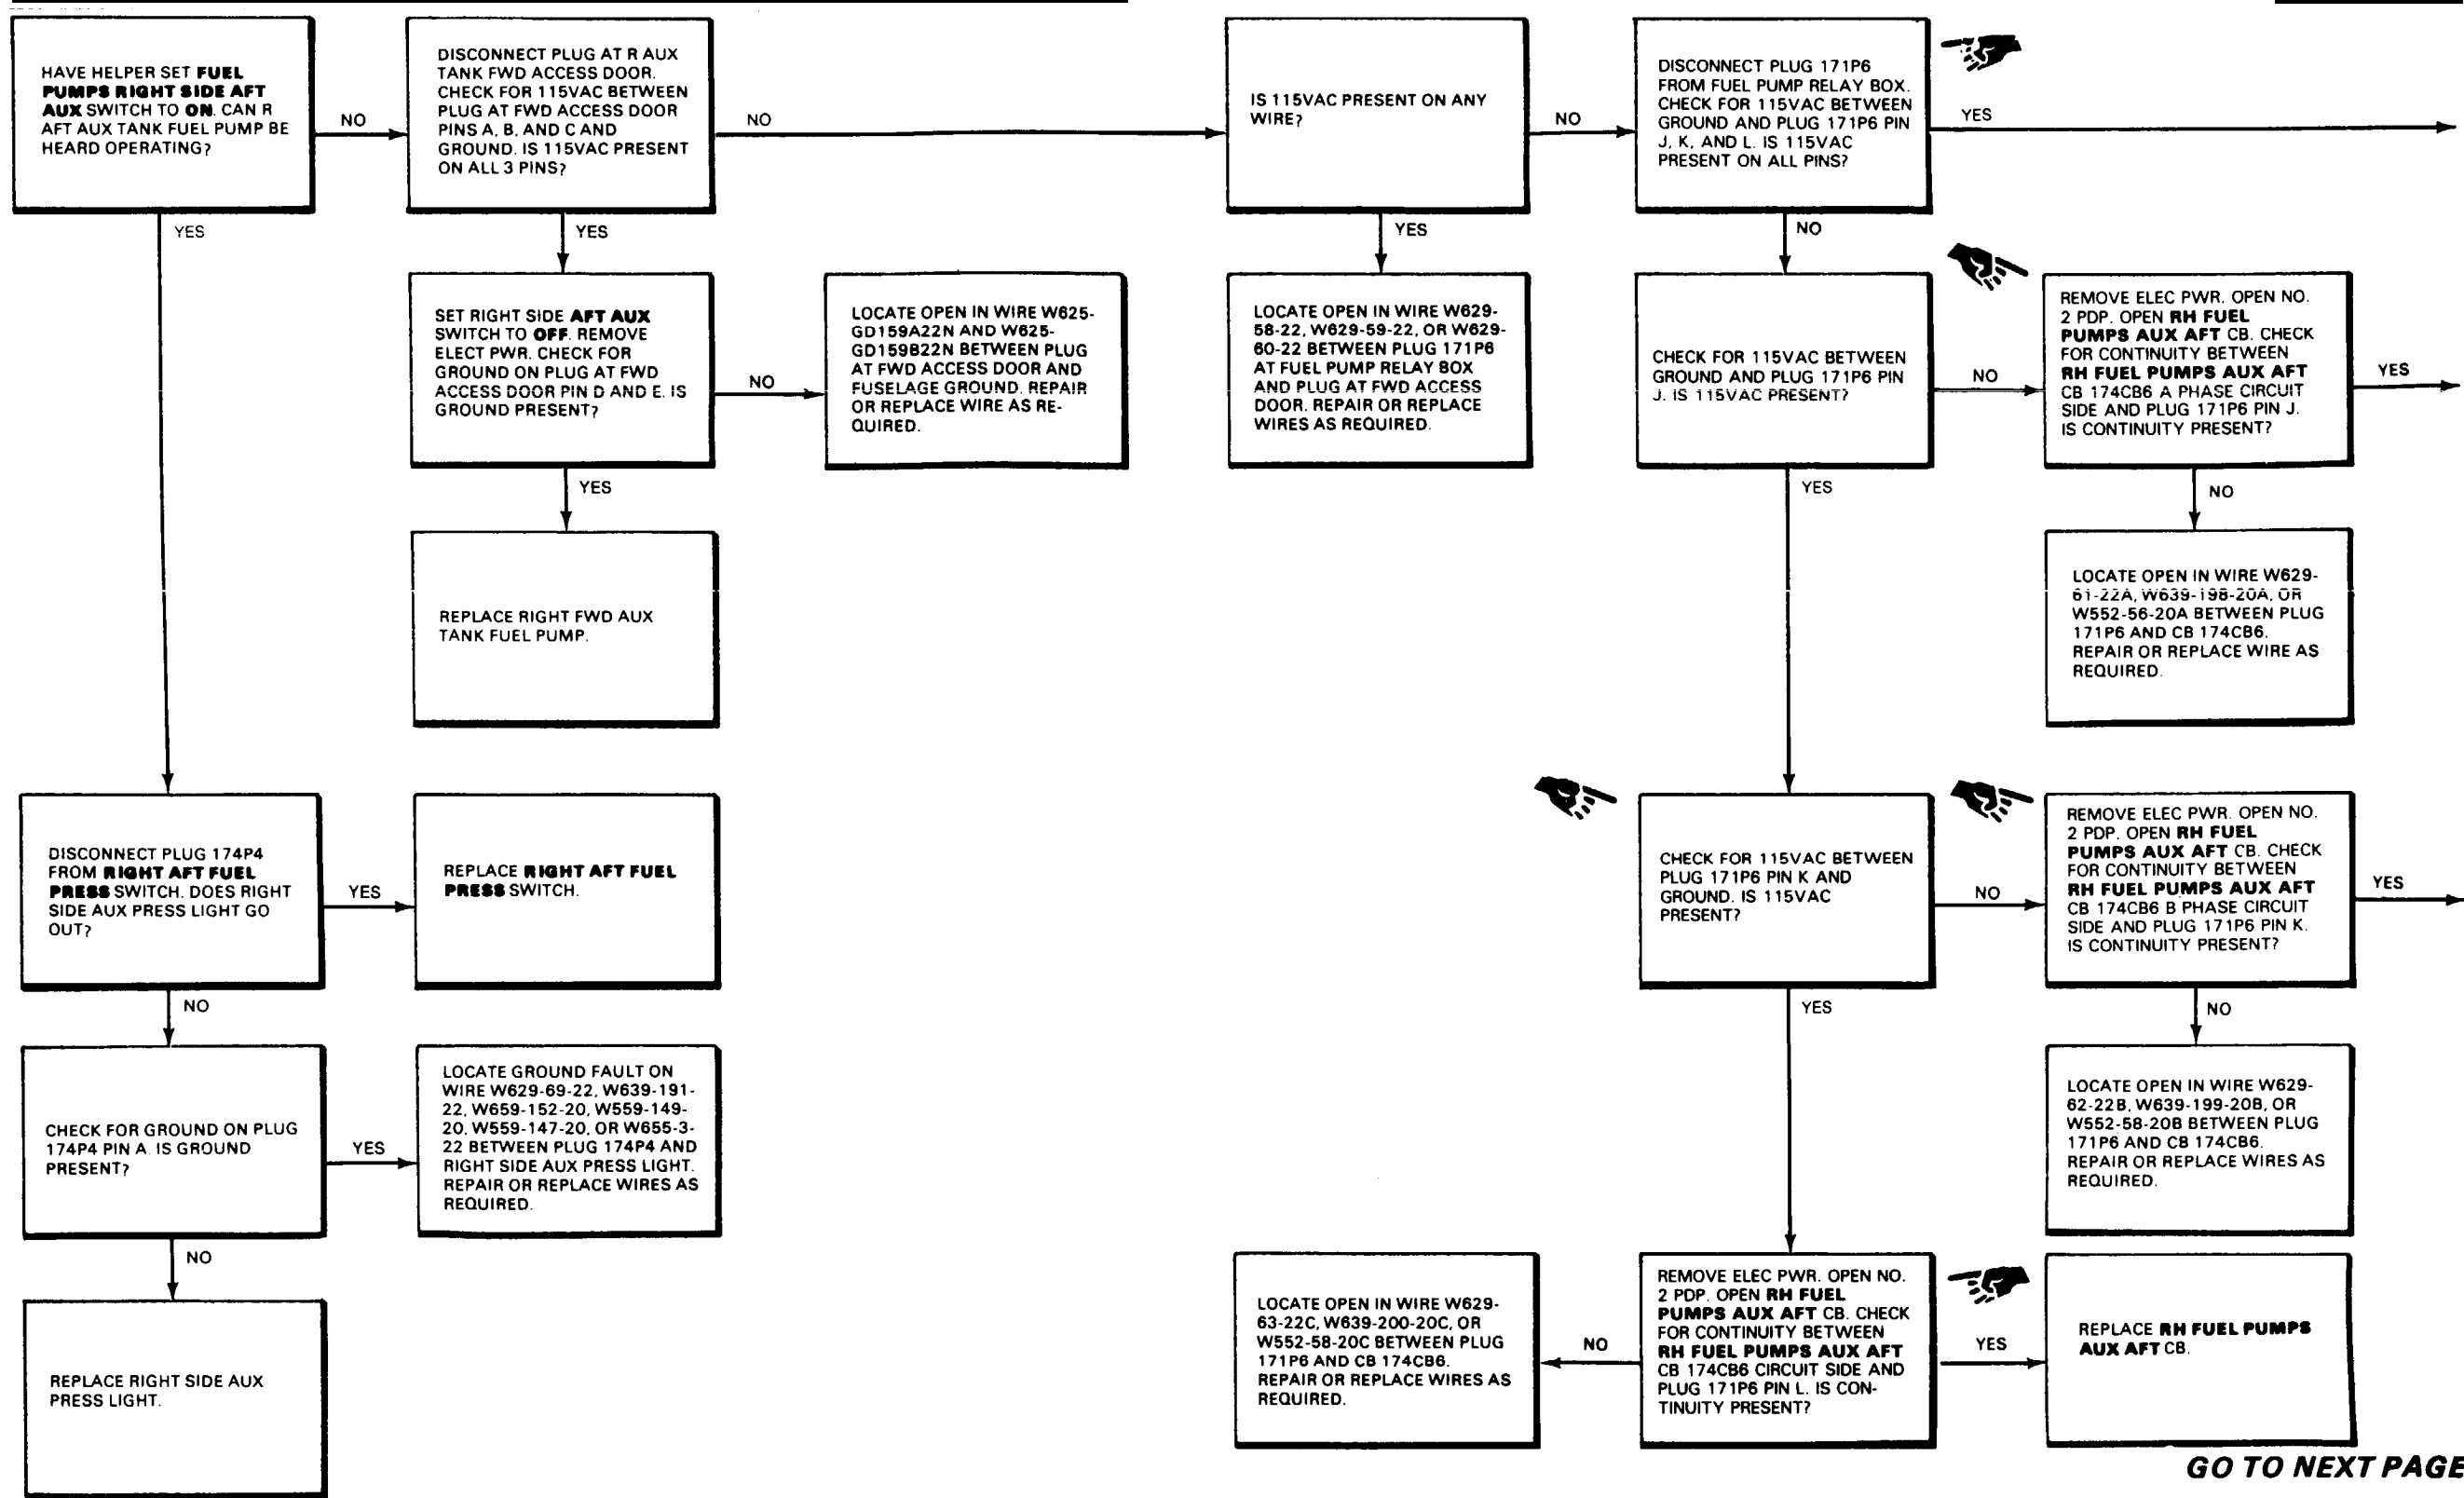 HAVE HELPER SET FUEL
PUMPS RIGHT SIDE AFT
AUX SWITCH TO ON. CAN R
AFT AUX TANK FUEL PUMP BE
HEARD OPERATING?
NO
YES
DISCONNECT PLUG AT R AUX
TANK FWD ACCESS DOOR.
CHECK FOR 115VAC BETWEEN
PLUG AT FWD ACCESS DOOR
PINS A, B, AND C AND
GROUND. IS 115VAC PRESENT
ON ALL 3 PINS?
NO
YES
IS 115VAC PRESENT ON ANY
WIRE?
NO
YES
DISCONNECT PLUG 171P6
FROM FUEL PUMP RELAY BOX.
CHECK FOR 115VAC BETWEEN
GROUND AND PLUG 171P6 PIN
J, K, AND L. IS 115VAC
PRESENT ON ALL PINS?
YES
NO
SET RIGHT SIDE AFT AUX
SWITCH TO OFF. REMOVE
ELECT PWR. CHECK FOR
GROUND ON PLUG AT FWD
ACCESS DOOR PIN D AND E. IS
GROUND PRESENT?
NO
YES
LOCATE OPEN IN WIRE W625-
GD159A22N AND W625-
GD159B22N BETWEEN PLUG
AT FWD ACCESS DOOR AND
FUSELAGE GROUND. REPAIR
OR REPLACE WIRE AS RE-
QUIRED.
LOCATE OPEN IN WIRE W629-
58-22, W629-59-22, OR W629-
60-22 BETWEEN PLUG 171P6
AT FUEL PUMP RELAY BOX
AND PLUG AT FWD ACCESS
DOOR. REPAIR OR REPLACE
WIRES AS REQUIRED.
CHECK FOR 115VAC BETWEEN
GROUND AND PLUG 171P6 PIN
J. IS 115VAC PRESENT?
NO
YES
REMOVE ELEC PWR. OPEN NO.
2 PDP. OPEN RH FUEL
PUMPS AUX AFT CB. CHECK
FOR CONTINUITY BETWEEN
RH FUEL PUMPS AUX AFT
CB 174CB6 A PHASE CIRCUIT
SIDE AND PLUG 171P6 PIN J.
IS CONTINUITY PRESENT?
YES
NO
REPLACE RIGHT FWD AUX
TANK FUEL PUMP.
LOCATE OPEN IN WIRE W629-
61-22A, W639-198-20A, OR
W552-56-20A BETWEEN PLUG
171P6 AND CB 174CB6.
REPAIR OR REPLACE WIRE AS
REQUIRED.
DISCONNECT PLUG 174P4
FROM RIGHT AFT FUEL
PRESS SWITCH. DOES RIGHT
SIDE AUX PRESS LIGHT GO
OUT?
YES
NO
REPLACE RIGHT AFT FUEL
PRESS SWITCH.
CHECK FOR 115VAC BETWEEN
PLUG 171P6 PIN K AND
GROUND. IS 115VAC
PRESENT?
NO
YES
REMOVE ELEC PWR. OPEN NO.
2 PDP. OPEN RH FUEL
PUMPS AUX AFT CB. CHECK
FOR CONTINUITY BETWEEN
RH FUEL PUMPS AUX AFT
CB 174CB6 B PHASE CIRCUIT
SIDE AND PLUG 171P6 PIN K.
IS CONTINUITY PRESENT?
YES
NO
CHECK FOR GROUND ON PLUG
174P4 PIN A. IS GROUND
PRESENT?
YES
NO
LOCATE GROUND FAULT ON
WIRE W629-69-22, W639-191-
22, W659-152-20, W559-149-
20, W559-147-20, OR W655-3-
22 BETWEEN PLUG 174P4 AND
RIGHT SIDE AUX PRESS LIGHT.
REPAIR OR REPLACE WIRES AS
REQUIRED.
LOCATE OPEN IN WIRE W629-
62-22B, W639-199-20B, OR
W552-58-20B BETWEEN PLUG
171P6 AND CB 174CB6.
REPAIR OR REPLACE WIRES AS
REQUIRED.
REPLACE RIGHT SIDE AUX
PRESS LIGHT.
LOCATE OPEN IN WIRE W629-
63-22C, W639-200-20C, OR
W552-58-20C BETWEEN PLUG
171P6 AND CB 174CB6.
REPAIR OR REPLACE WIRES AS
REQUIRED.
NO
REMOVE ELEC PWR. OPEN NO.
2 PDP. OPEN RH FUEL
PUMPS AUX AFT CB. CHECK
FOR CONTINUITY BETWEEN
RH FUEL PUMPS AUX AFT
CB 174CB6 CIRCUIT SIDE AND
PLUG 171P6 PIN L. IS CON-
TINUITY PRESENT?
YES
REPLACE RH FUEL PUMPS
AUX AFT CB.
GO TO NEXT PAGE